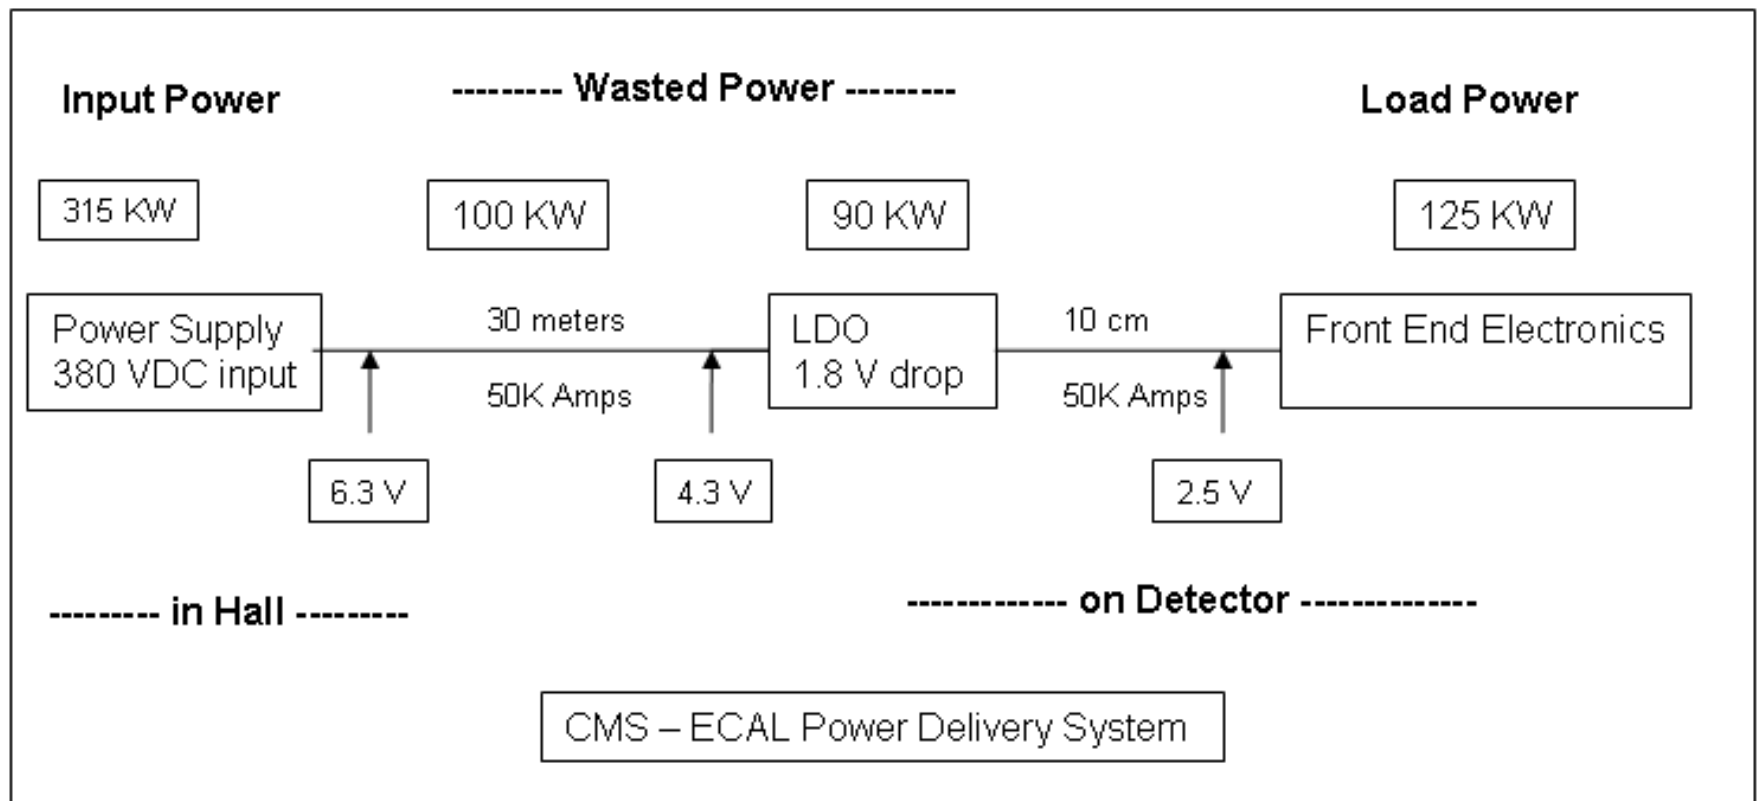 Input Power
--------- Wasted Power ---------
Load Power
315 KW
100 KW
90 KW
125 KW
Power Supply
380 VDC input
30 meters
50K Amps
LDO
1.8 V drop
10 cm
50K Amps
Front End Electronics
6.3 V
4.3 V
2.5 V
--------- in Hall ---------
------------- on Detector --------------
CMS – ECAL Power Delivery System